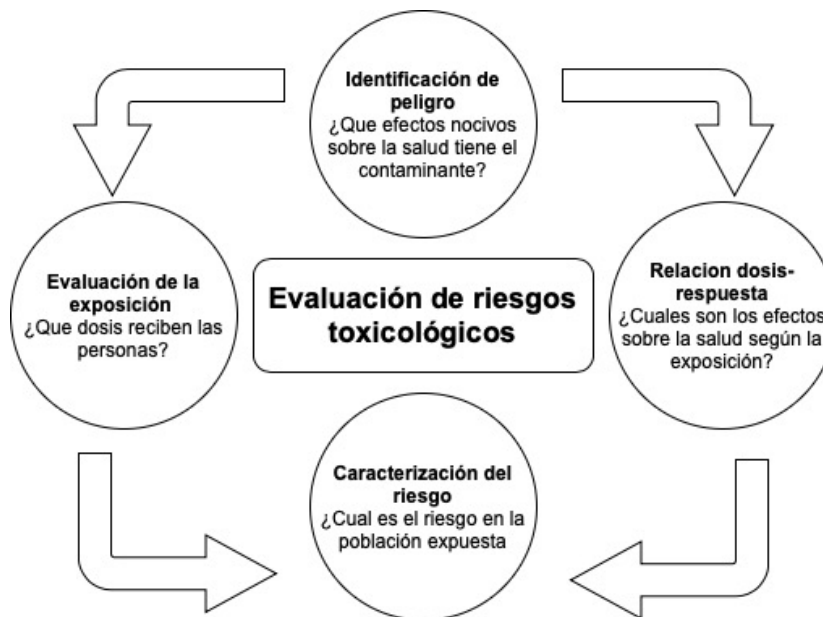 Identificación de
peligro
¿Que efectos nocivos
sobre la salud tiene el
contaminante?
Evaluación de la
exposición
¿Que dosis reciben las
personas?
Evaluación de riesgos
toxicológicos
Relacion dosis-
respuesta
¿Cuales son los efectos
sobre la salud según la
exposición?
Caracterización del
riesgo
¿Cual es el riesgo en la
población expuesta